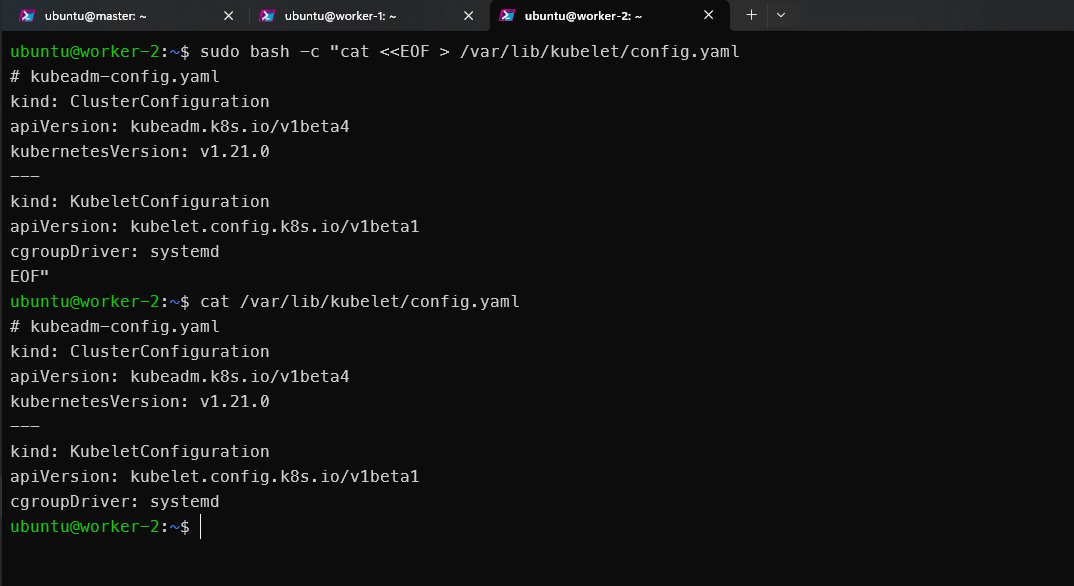 ubuntu@master: ~
ubuntu@worker-1: ~
ubuntu@worker-2: ~
ubuntu@worker-2:~$ sudo bash -c "cat <<EOF > /var/lib/kubelet/config.yaml
# kubeadm-config.yaml
kind: ClusterConfiguration
apiVersion: kubeadm.k8s.io/v1beta4
kubernetesVersion: v1.21.0
---
kind: KubeletConfiguration
apiVersion: kubelet.config.k8s.io/v1beta1
cgroupDriver: systemd
EOF"
ubuntu@worker-2:~$ cat /var/lib/kubelet/config.yaml
# kubeadm-config.yaml
kind: ClusterConfiguration
apiVersion: kubeadm.k8s.io/v1beta4
kubernetesVersion: v1.21.0
---
kind: KubeletConfiguration
apiVersion: kubelet.config.k8s.io/v1beta1
cgroupDriver: systemd
ubuntu@worker-2:~$